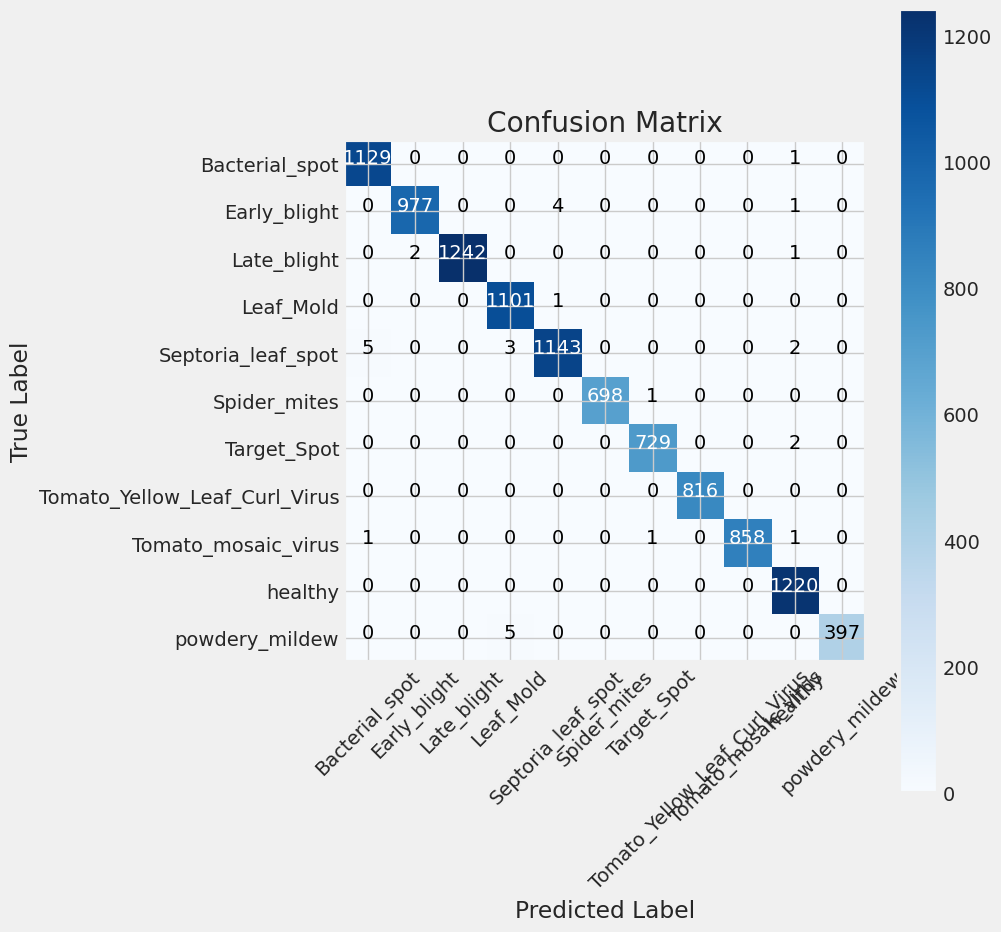 Confusion Matrix
Bacterial_spot 1129 0 0 0 0 0 0 0 0 1 0
Early_blight 0 977 0 0 4 0 0 0 0 1 0
Late_blight 0 2 1242 0 0 0 0 0 0 1 0
Leaf_Mold 0 0 0 1101 1 0 0 0 0 0 0
Septoria_leaf_spot 5 0 0 3 1143 0 0 0 0 2 0
Spider_mites 0 0 0 0 0 698 1 0 0 0 0
Target_Spot 0 0 0 0 0 0 729 0 0 2 0
Tomato_Yellow_Leaf_Curl_Virus 0 0 0 0 0 0 0 816 0 0 0
Tomato_mosaic_virus 1 0 0 0 0 0 1 0 858 1 0
healthy 0 0 0 0 0 0 0 0 0 1220 0
powdery_mildew 0 0 0 5 0 0 0 0 0 0 397
True Label
Bacterial_spot
Early_blight
Late_blight
Leaf_Mold
Septoria_leaf_spot
Spider_mites
Target_Spot
Tomato_Yellow_Leaf_Curl_Virus
Tomato_mosaic_virus
healthy
powdery_mildew
Predicted Label
1200
1000
800
600
400
200
0